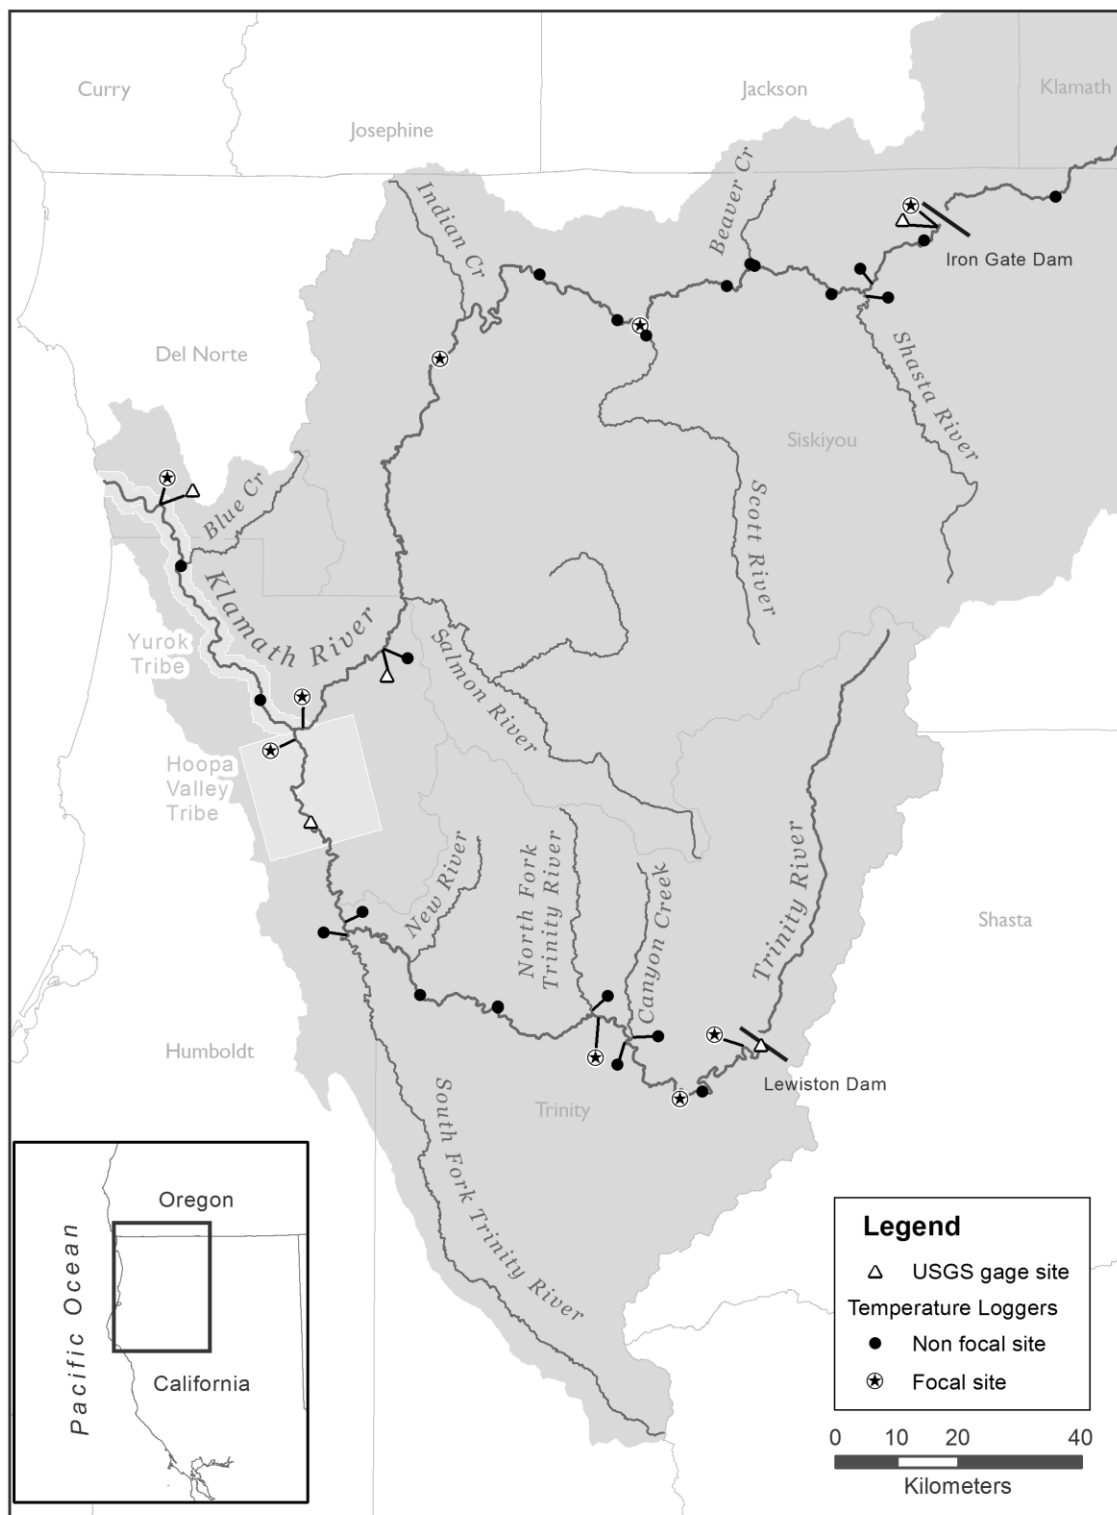 Curry
Josephine
Jackson
Klamath
Indian Cr
Beaver Cr
Iron Gate Dam
Del Norte
Shasta River
Siskiyou
Blue Cr
Scott River
Klamath River
Yurok
Tribe
Salmon River
Hoopa
Valley
Tribe
New River
North Fork
Trinity River
Canyon Creek
Trinity River
Shasta
Humboldt
Lewiston Dam
Trinity
South Fork Trinity River
Oregon
Pacific Ocean
California
Legend
USGS gage site
Temperature Loggers
Non focal site
Focal site
0 10 20 40
Kilometers